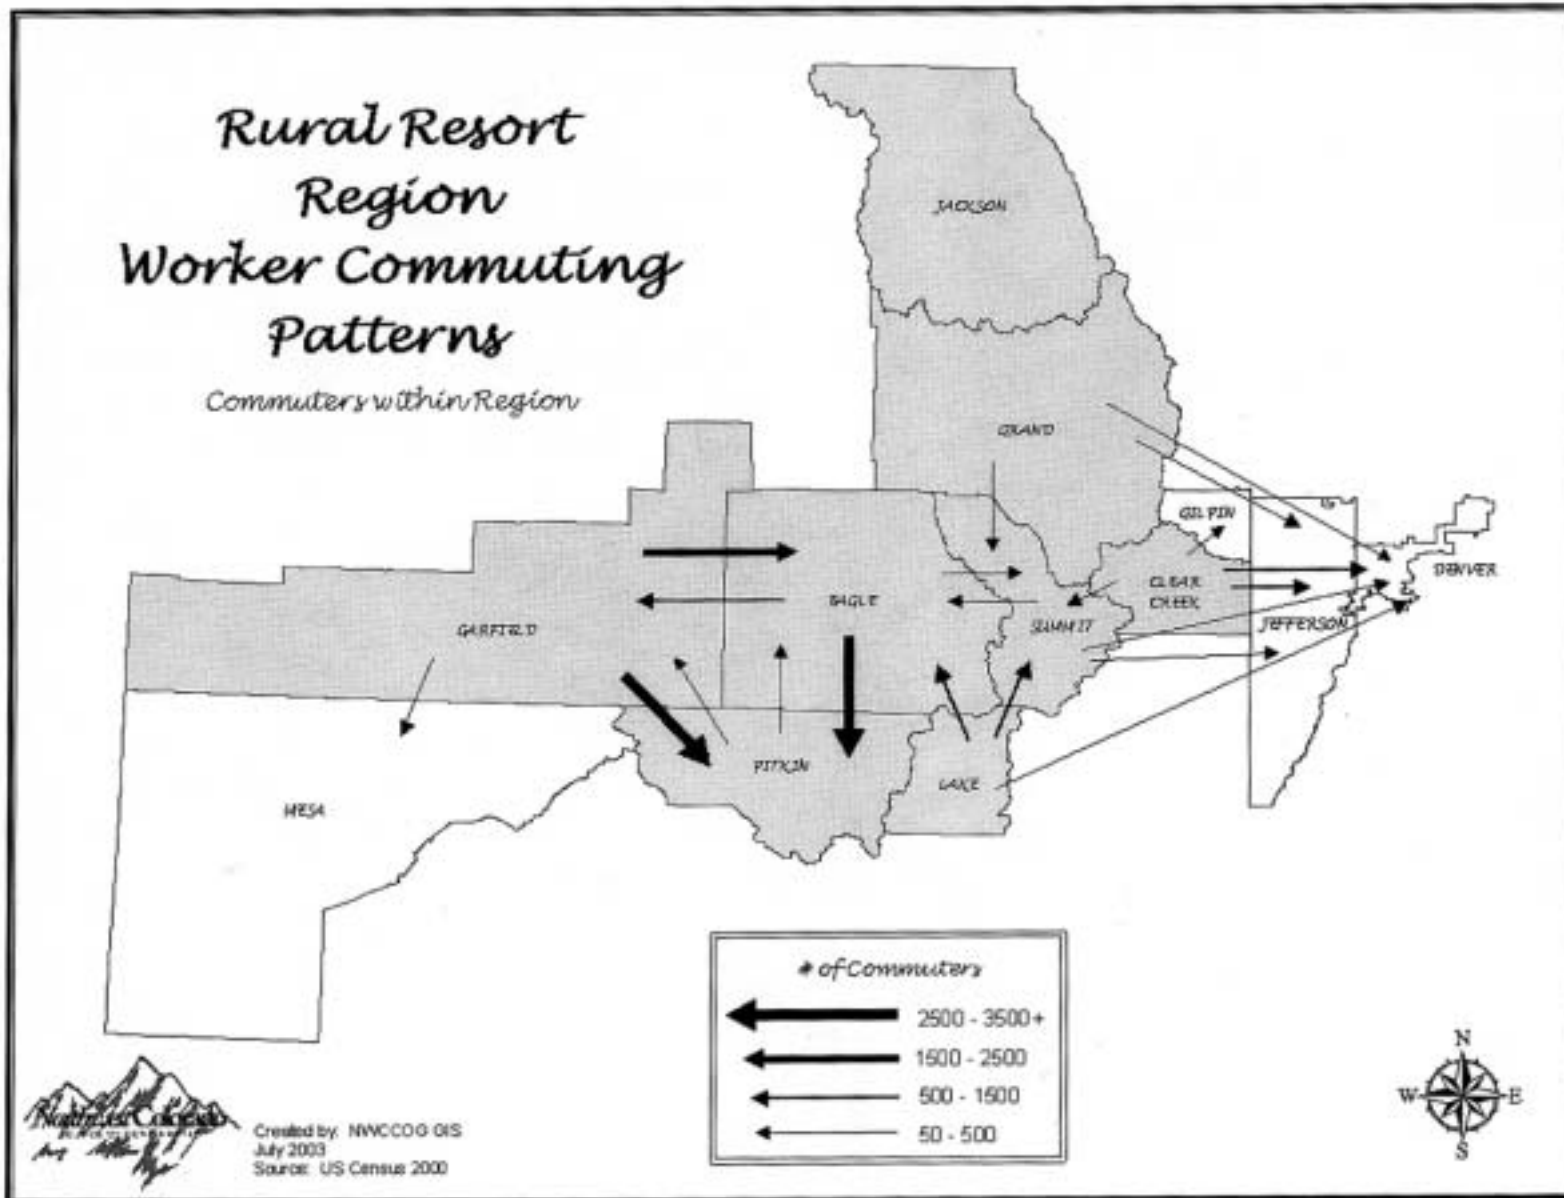 Rural Resort
Region
Worker Commuting
Patterns
Commuters within Region
JACKSON
GRAND
GILPIN
DENVER
CLEAR
CREEK
EAGLE
GARFIELD
SUMMIT
JEFFERSON
PITKIN
LAKE
MESA
# of Commuters
2500 - 3500+
1500 - 2500
500 - 1500
50 - 500
N
W
E
S
Northwest Colorado
Created by: NWCCOG GIS
July 2003
Source: US Census 2000